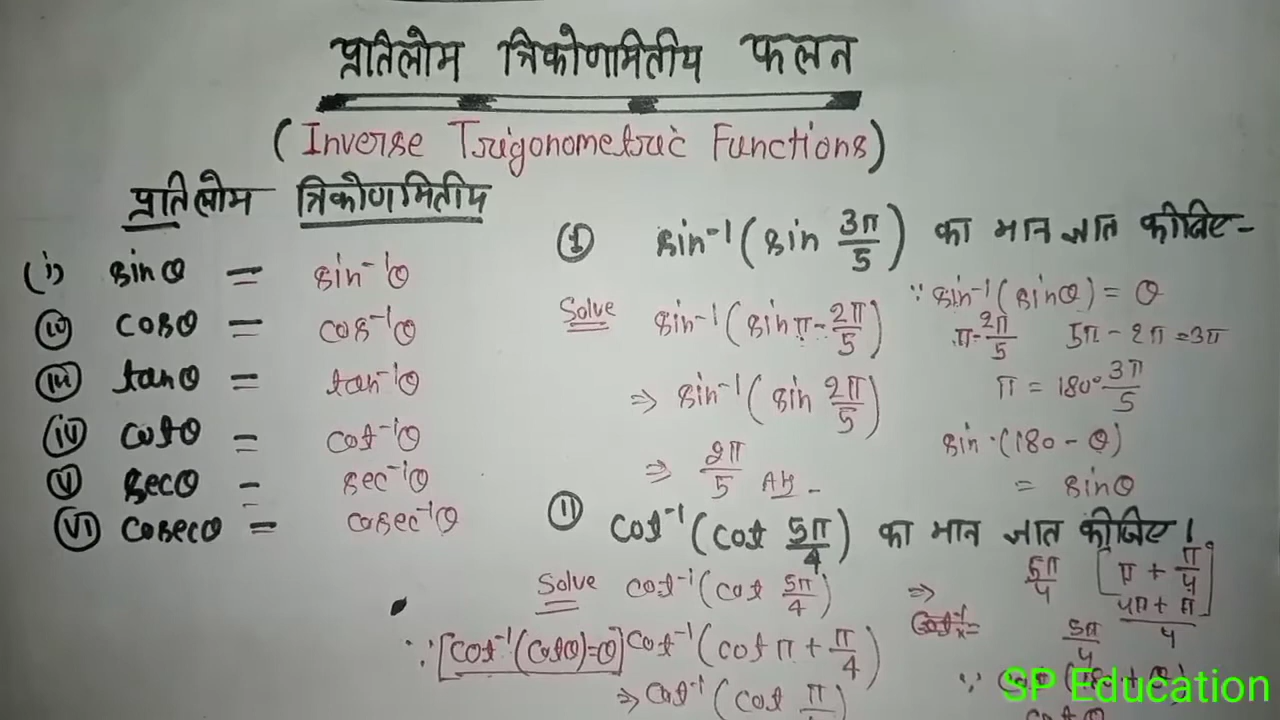 प्रतिलोम त्रिकोणमितीय फलन
(Inverse Trigonometric Functions)
प्रतिलोम त्रिकोणमितीय
(i) sinθ = sin⁻¹θ
(ii) cosθ = cos⁻¹θ
(iii) tanθ = tan⁻¹θ
(iv) cotθ = cot⁻¹θ
(v) secθ = sec⁻¹θ
(vi) cosecθ = cosec⁻¹θ
(i) sin⁻¹(sin 3π/5) का मान ज्ञात कीजिए -
Solve sin⁻¹(sin π - 2π/5)
⇒ sin⁻¹(sin 2π/5)
⇒ 2π/5 Ans -
∵ sin⁻¹(sinθ) = θ
π - 2π/5 5π - 2π = 3π
π = 180° 3π/5
sin·(180 - θ)
= sinθ
(ii) cot⁻¹(cot 5π/4) का मान ज्ञात कीजिए।
Solve cot⁻¹(cot 5π/4)
∵ [cot⁻¹(cotθ)=θ] cot⁻¹(cot π + π/4)
⇒ cot⁻¹(cot π
⇒ 5π/4 [π + π/4]
4π + π/4
5π/4
∵ cot (180 + θ)
cot θ
SP Education